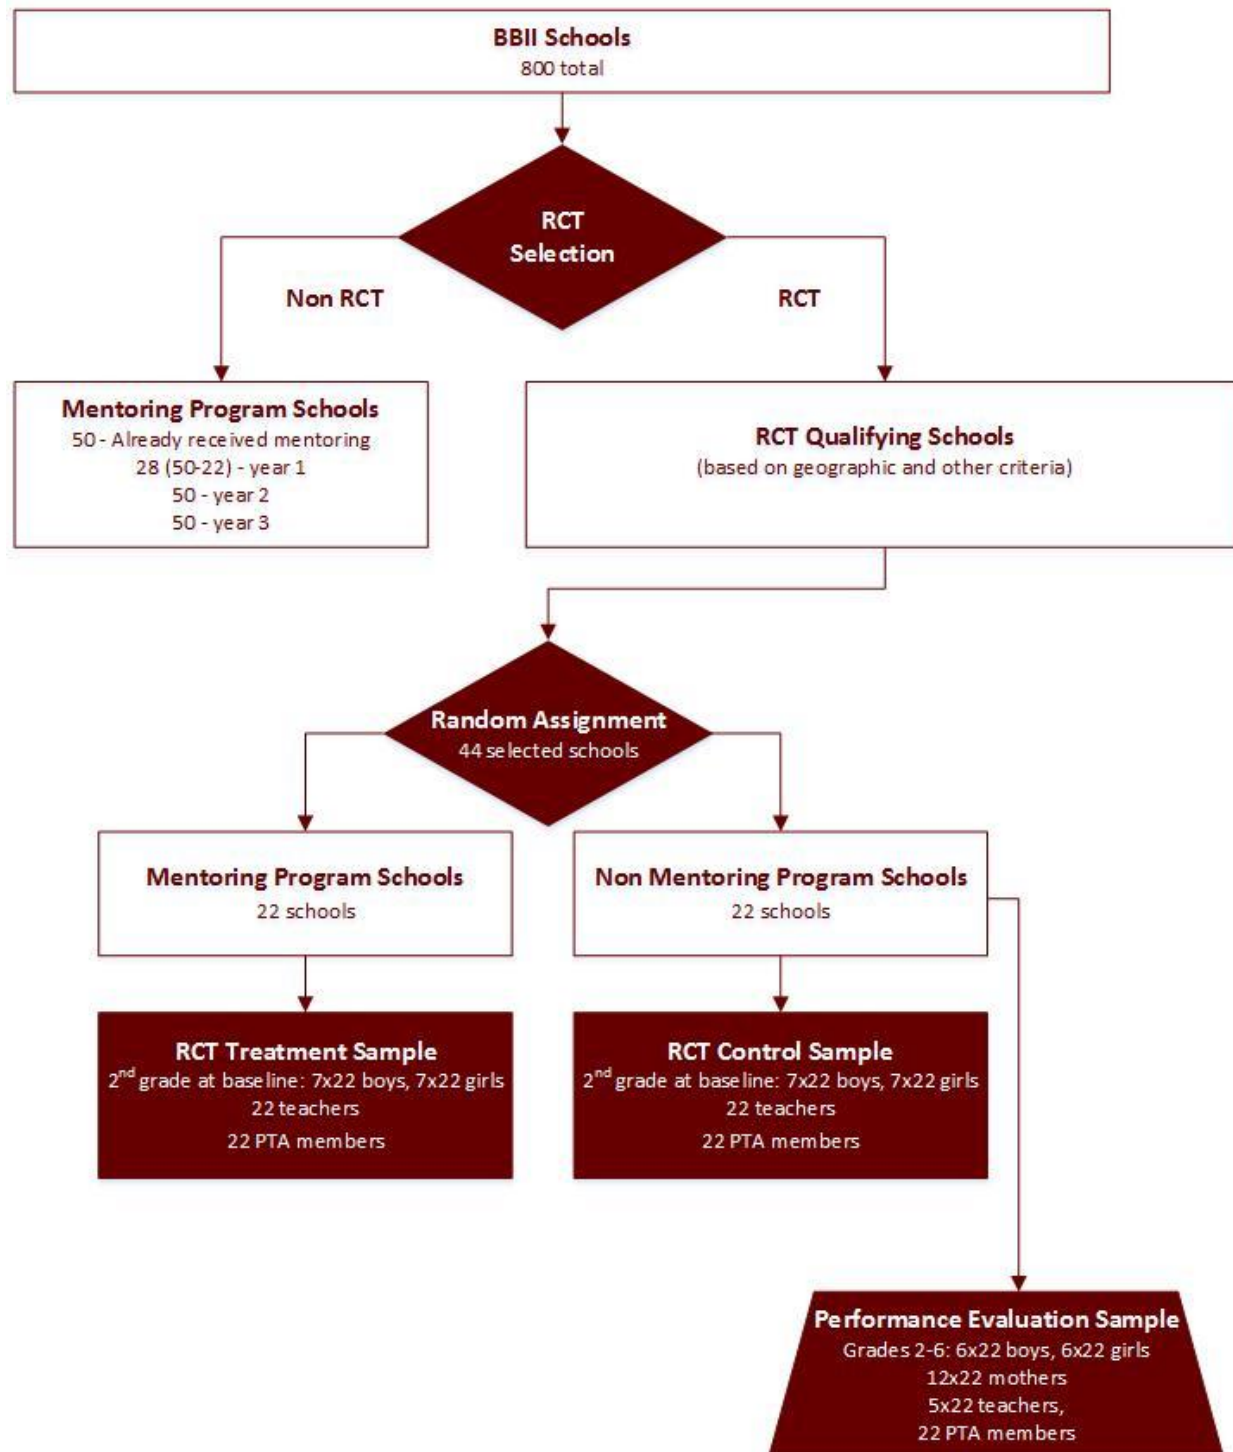 BBII Schools
800 total
RCT
Selection
Non RCT
RCT
Mentoring Program Schools
50 - Already received mentoring
28 (50-22) - year 1
50 - year 2
50 - year 3
RCT Qualifying Schools
(based on geographic and other criteria)
Random Assignment
44 selected schools
Mentoring Program Schools
22 schools
Non Mentoring Program Schools
22 schools
RCT Treatment Sample
2nd grade at baseline: 7x22 boys, 7x22 girls
22 teachers
22 PTA members
RCT Control Sample
2nd grade at baseline: 7x22 boys, 7x22 girls
22 teachers
22 PTA members
Performance Evaluation Sample
Grades 2-6: 6x22 boys, 6x22 girls
12x22 mothers
5x22 teachers,
22 PTA members